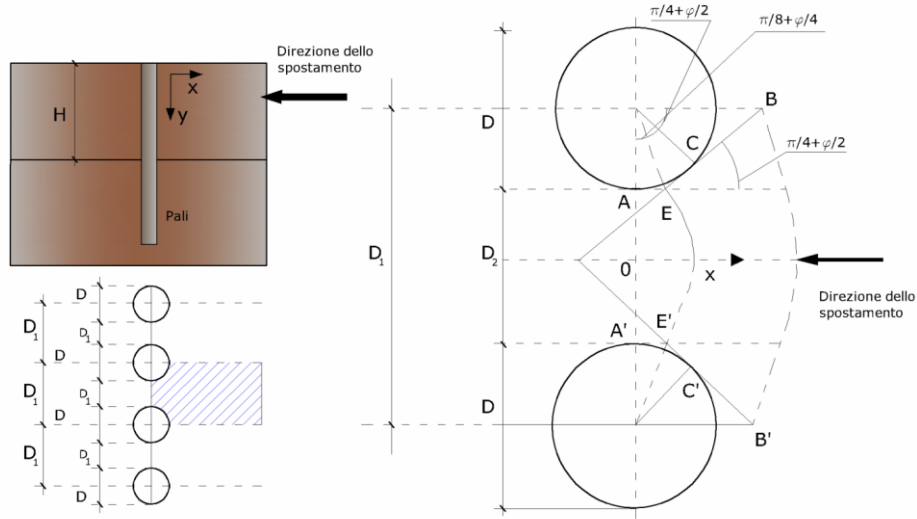 Direzione dello
spostamento
H
x
y
Pali
D
D₁
D₁
D
D₁
D₁
D
D₁
D₁
D
π/4+φ/2
π/8+φ/4
D
B
C
π/4+φ/2
A
E
D₁
D₂
0
x
Direzione dello
spostamento
A'
E'
C'
D
B'